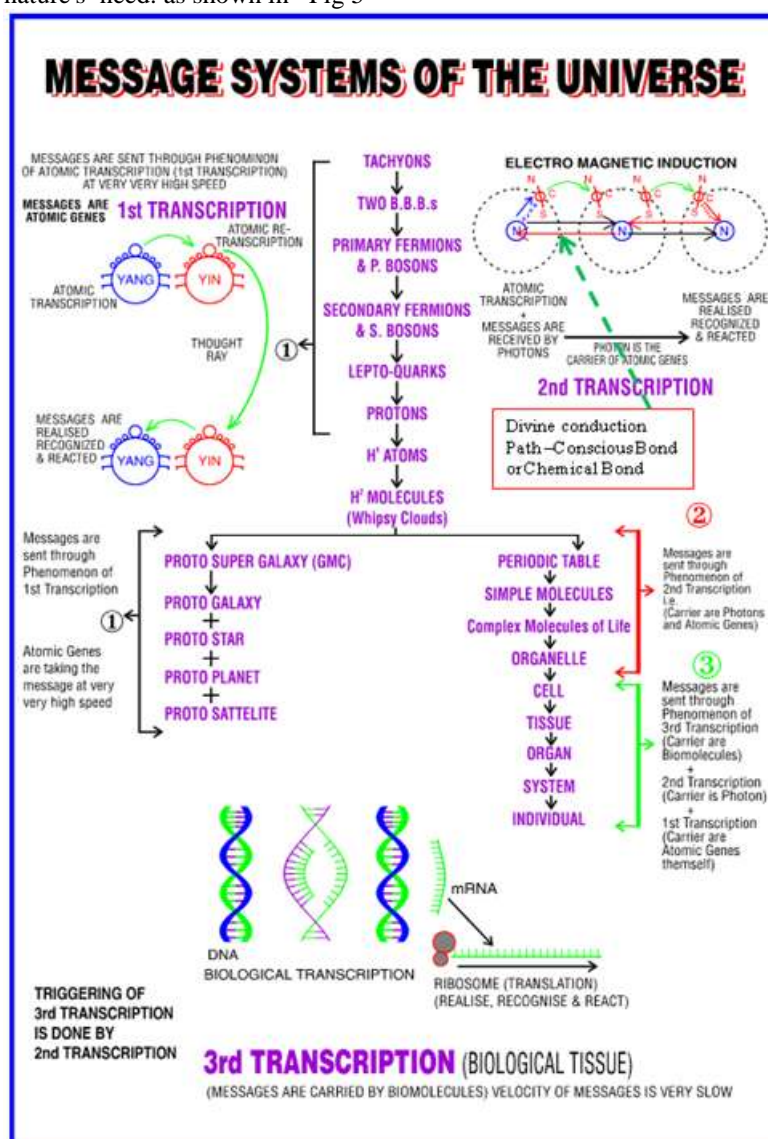 nature's need. as shown in Fig 5
MESSAGE SYSTEMS OF THE UNIVERSE
MESSAGES ARE SENT THROUGH PHENOMINON
OF ATOMIC TRANSCRIPTION (1st TRANSCRIPTION)
AT VERY VERY HIGH SPEED
MESSAGES ARE
ATOMIC GENES
1st TRANSCRIPTION
ATOMIC RE-
TRANSCRIPTION
YANG
YIN
ATOMIC
TRANSCRIPTION
THOUGHT
RAY
MESSAGES ARE
REALISED
RECOGNIZED
& REACTED
YANG
YIN
1
TACHYONS
TWO B.B.B.s
PRIMARY FERMIONS
& P. BOSONS
SECONDARY FERMIONS
& S. BOSONS
LEPTO-QUARKS
PROTONS
H¹ ATOMS
H² MOLECULES
(Whipsy Clouds)
ELECTRO MAGNETIC INDUCTION
N N N N
C C C C
S S S S
N N N
ATOMIC
TRANSCRIPTION
+
MESSAGES ARE
RECEIVED BY
PHOTONS
PHOTON IS THE
CARRIER OF ATOMIC GENES
MESSAGES ARE
REALISED
RECOGNIZED
& REACTED
2nd TRANSCRIPTION
Divine conduction
Path–Conscious Bond
or Chemical Bond
Messages are
sent through
Phenomenon of
1st Transcription
1
Atomic Genes
are taking the
message at very
very high speed
PROTO SUPER GALAXY (GMC)
PROTO GALAXY
+
PROTO STAR
+
PROTO PLANET
+
PROTO SATTELITE
PERIODIC TABLE
SIMPLE MOLECULES
Complex Molecules of Life
ORGANELLE
CELL
TISSUE
ORGAN
SYSTEM
INDIVIDUAL
2
Messages are
sent through
Phenomenon of
2nd Transcription
i.e.
(Carrier are Photons
and Atomic Genes)
3
Messages are
sent through
Phenomenon of
3rd Transcription
(Carrier are
Biomolecules)
+
2nd Transcription
(Carrier is Photon)
+
1st Transcription
(Carrier are
Atomic Genes
themself)
mRNA
DNA
BIOLOGICAL TRANSCRIPTION
RIBOSOME (TRANSLATION)
(REALISE, RECOGNISE & REACT)
TRIGGERING OF
3rd TRANSCRIPTION
IS DONE BY
2nd TRANSCRIPTION
3rd TRANSCRIPTION (BIOLOGICAL TISSUE)
(MESSAGES ARE CARRIED BY BIOMOLECULES) VELOCITY OF MESSAGES IS VERY SLOW